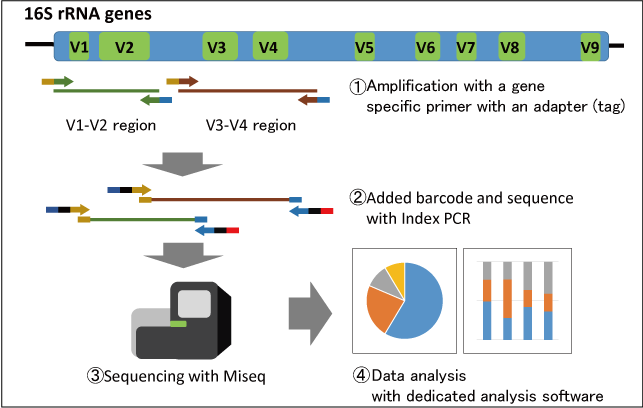 16S rRNA genes
V1 V2 V3 V4 V5 V6 V7 V8 V9
①Amplification with a gene
specific primer with an adapter (tag)
V1-V2 region
V3-V4 region
②Added barcode and sequence
with Index PCR
③Sequencing with Miseq
④Data analysis
with dedicated analysis software